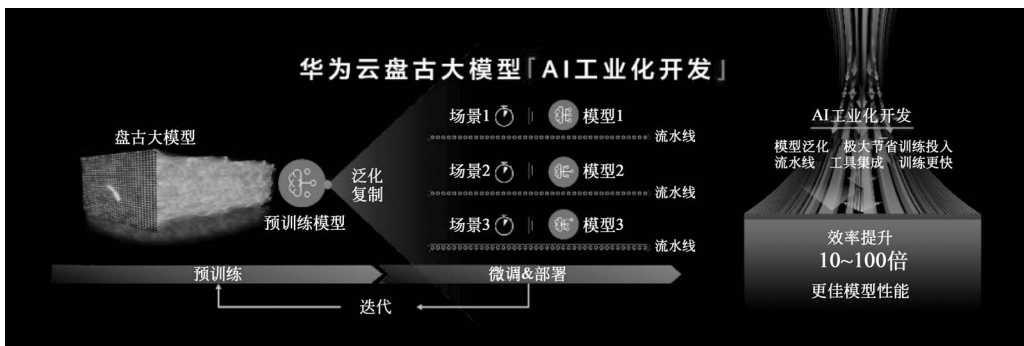 华为云盘古大模型「AI工业化开发」
盘古大模型
预训练模型
泛化
复制
场景1 模型1
流水线
场景2 模型2
流水线
场景3 模型3
流水线
预训练
微调&部署
迭代
AI工业化开发
模型泛化 极大节省训练投入
流水线 工具集成 训练更快
效率提升
10~100倍
更佳模型性能